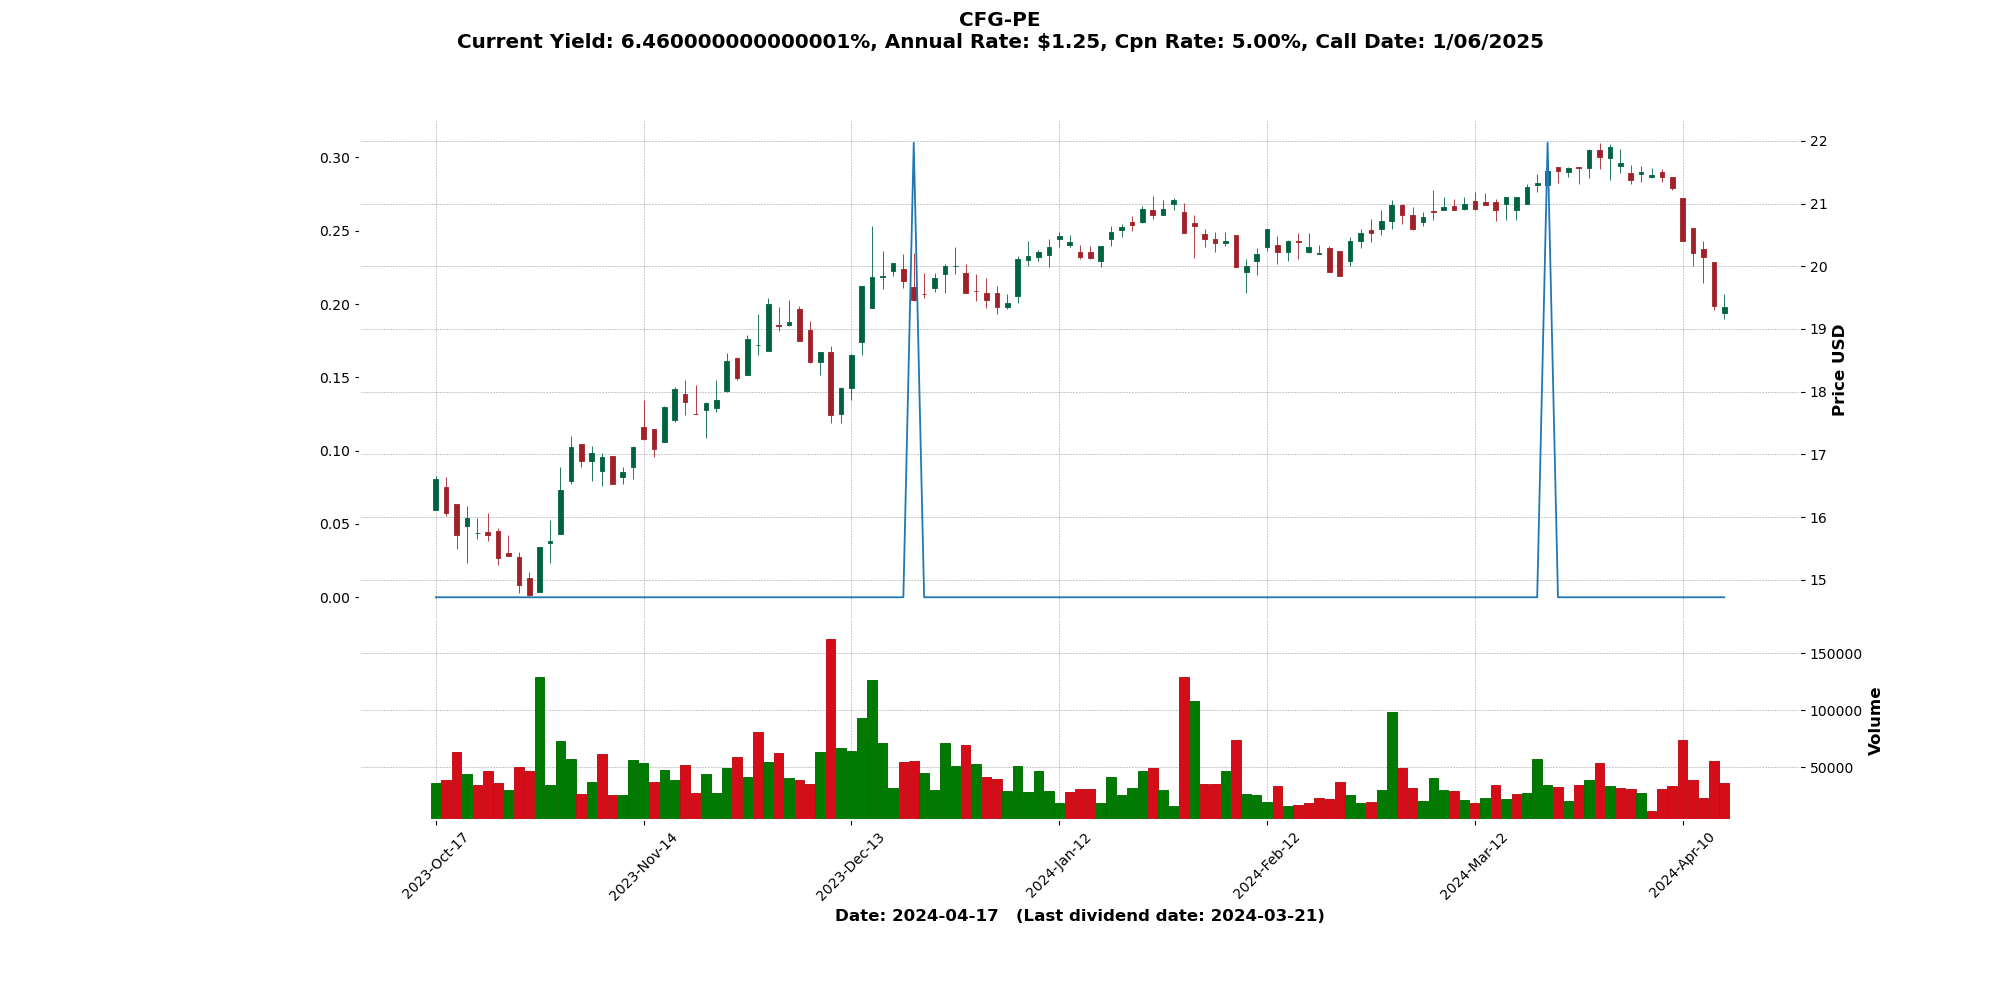 CFG-PE
Current Yield: 6.460000000000001%, Annual Rate: $1.25, Cpn Rate: 5.00%, Call Date: 1/06/2025
0.30
0.25
0.20
0.15
0.10
0.05
0.00
22
21
20
19
18
17
16
15
Price USD
150000
100000
50000
Volume
2023-Oct-17
2023-Nov-14
2023-Dec-13
2024-Jan-12
2024-Feb-12
2024-Mar-12
2024-Apr-10
Date: 2024-04-17 (Last dividend date: 2024-03-21)